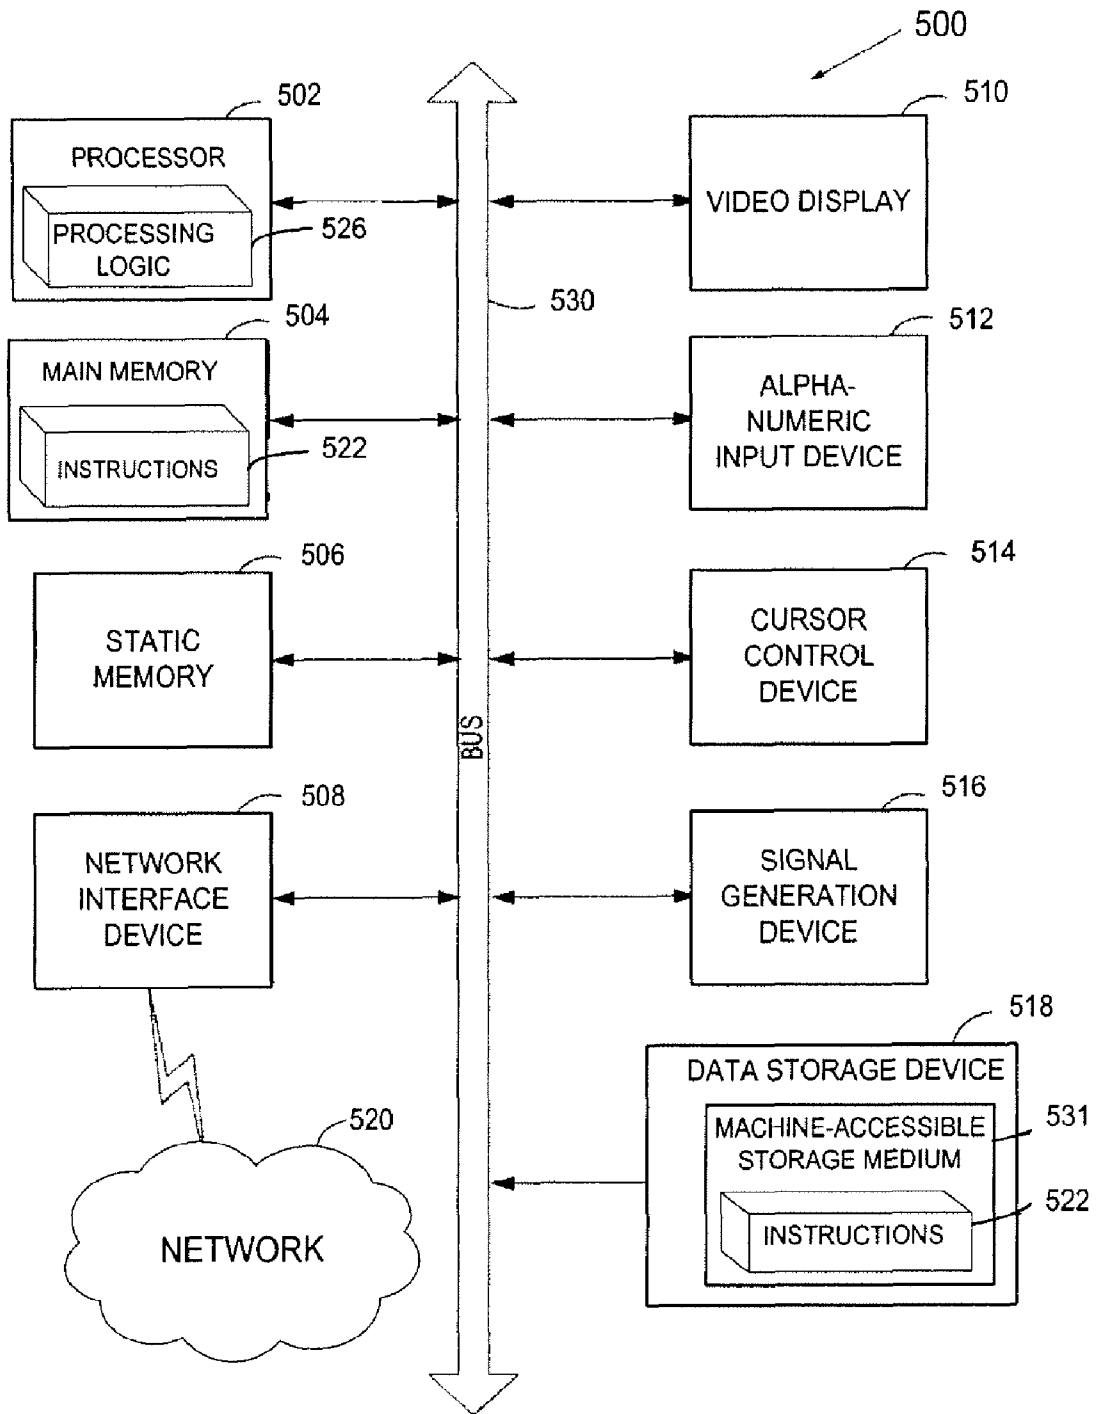 500
502
PROCESSOR
PROCESSING
LOGIC
526
504
MAIN MEMORY
INSTRUCTIONS
522
506
STATIC
MEMORY
508
NETWORK
INTERFACE
DEVICE
520
NETWORK
530
BUS
510
VIDEO DISPLAY
512
ALPHA-
NUMERIC
INPUT DEVICE
514
CURSOR
CONTROL
DEVICE
516
SIGNAL
GENERATION
DEVICE
518
DATA STORAGE DEVICE
MACHINE-ACCESSIBLE
STORAGE MEDIUM
531
INSTRUCTIONS
522